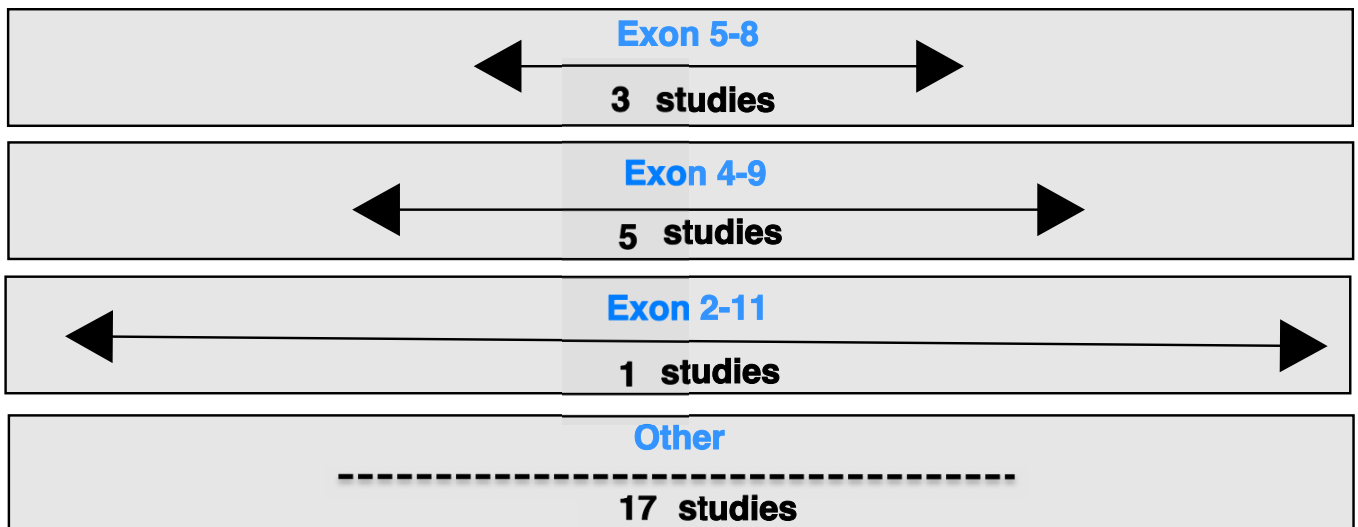 Exon 5-8
3 studies
Exon 4-9
5 studies
Exon 2-11
1 studies
Other
17 studies